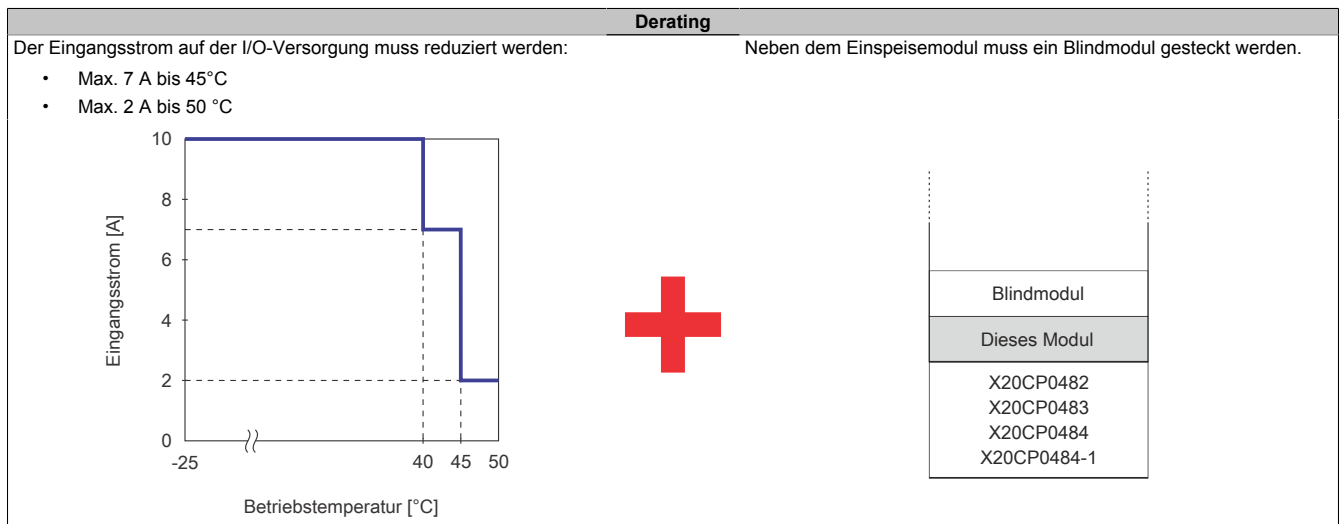 Derating
Der Eingangsstrom auf der I/O-Versorgung muss reduziert werden:
• Max. 7 A bis 45°C
• Max. 2 A bis 50 °C
Neben dem Einspeisemodul muss ein Blindmodul gesteckt werden.
10
8
6
4
2
0
Eingangsstrom [A]
-25
40
45
50
Betriebstemperatur [°C]
Blindmodul
Dieses Modul
X20CP0482
X20CP0483
X20CP0484
X20CP0484-1